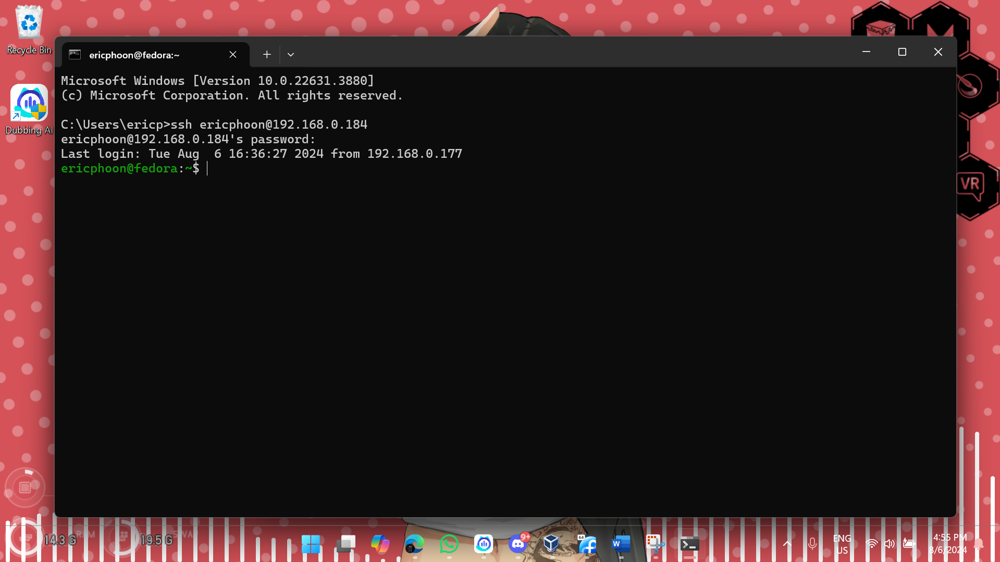 Recycle Bin
Dubbing AI
ericphoon@fedora:~
Microsoft Windows [Version 10.0.22631.3880]
(c) Microsoft Corporation. All rights reserved.
C:\Users\ericp>ssh ericphoon@192.168.0.184
ericphoon@192.168.0.184's password:
Last login: Tue Aug  6 16:36:27 2024 from 192.168.0.177
ericphoon@fedora:~$
VR
14.3 G
RAM
19.5 G
SWAP
9+
64
W
ENG
US
4:55 PM
8/6/2024